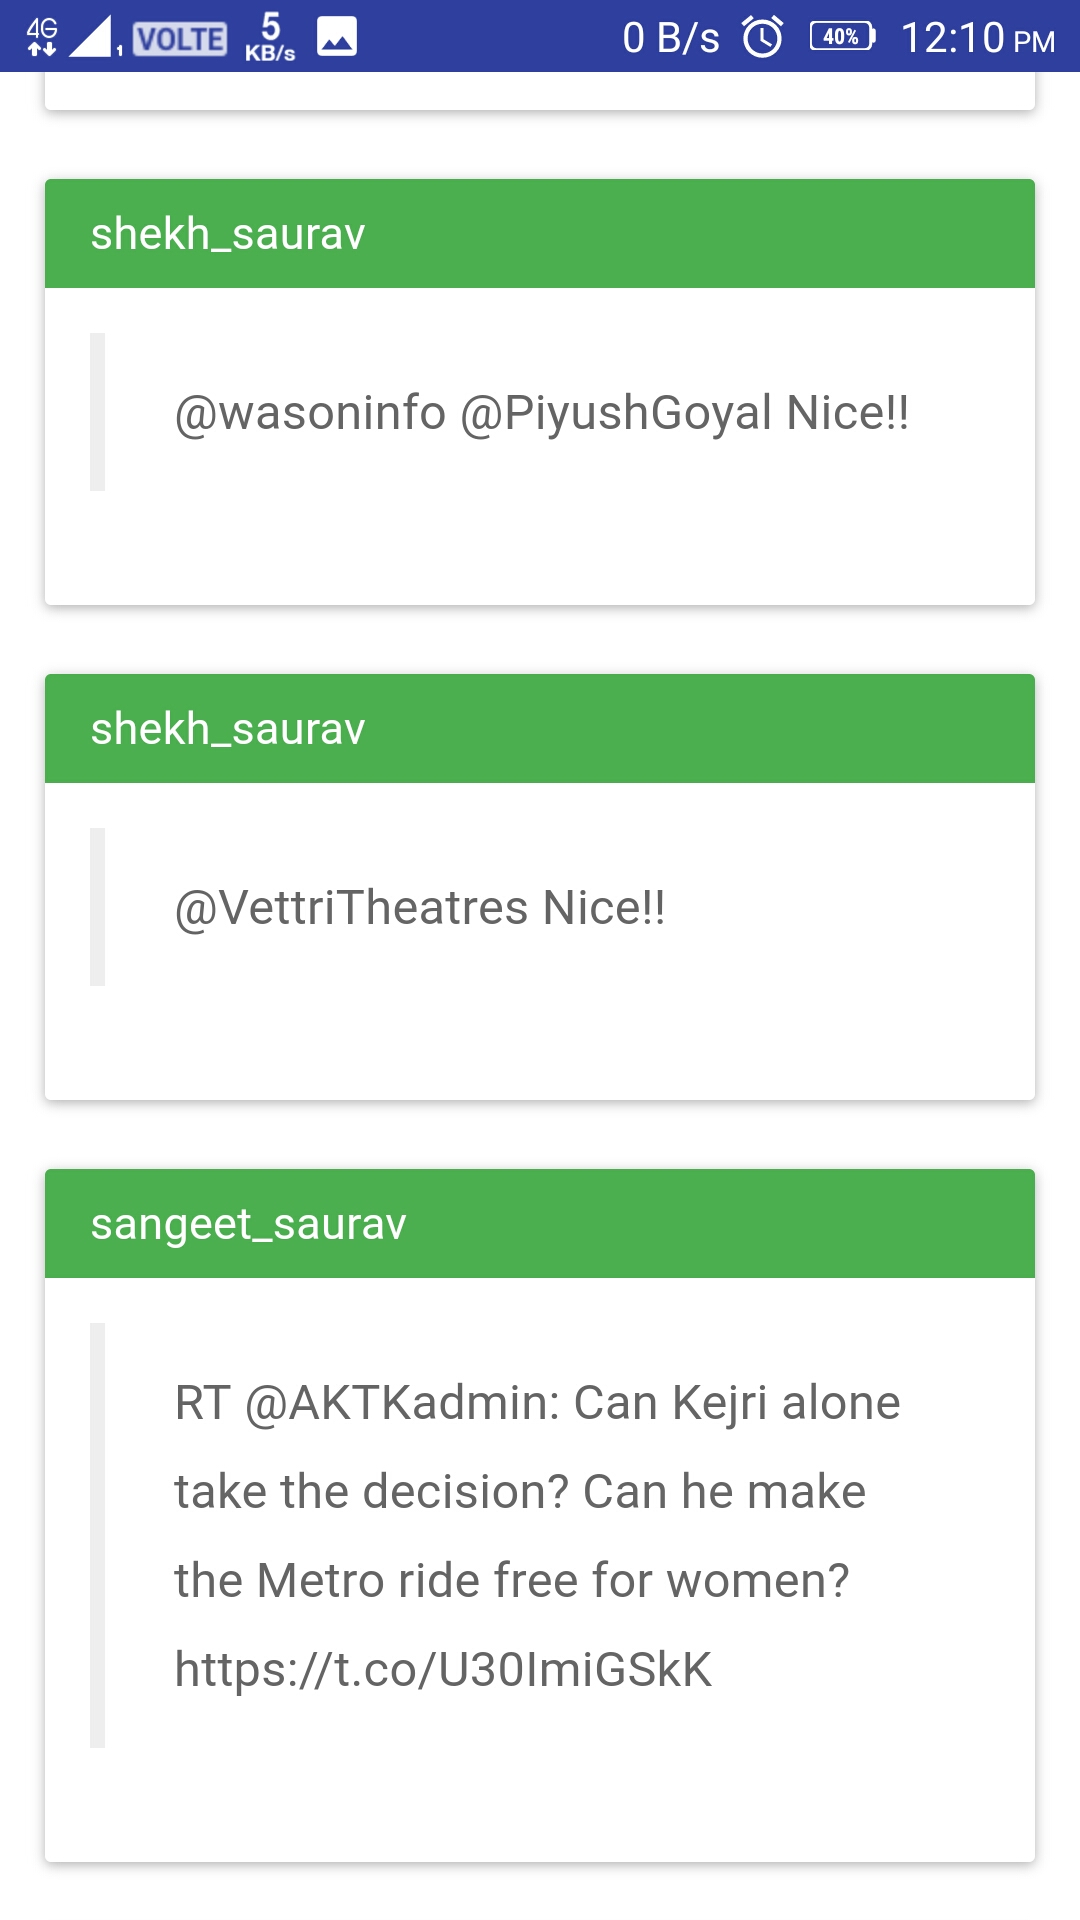 4G 1 VOLTE 5 KB/s 0 B/s 40% 12:10 PM
shekh_saurav
@wasoninfo @PiyushGoyal Nice!!
shekh_saurav
@VettriTheatres Nice!!
sangeet_saurav
RT @AKTKadmin: Can Kejri alone
take the decision? Can he make
the Metro ride free for women?
https://t.co/U30ImiGSkK